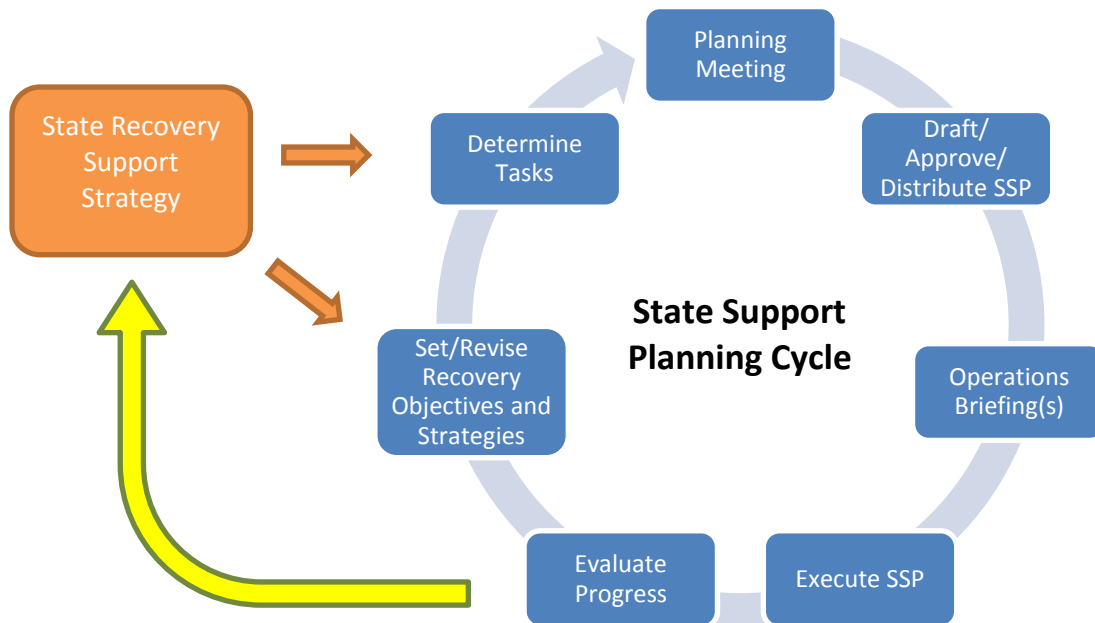 State Recovery
Support
Strategy
Planning
Meeting
Draft/
Approve/
Distribute SSP
Operations
Briefing(s)
Execute SSP
Evaluate
Progress
Set/Revise
Recovery
Objectives and
Strategies
Determine
Tasks
State Support
Planning Cycle